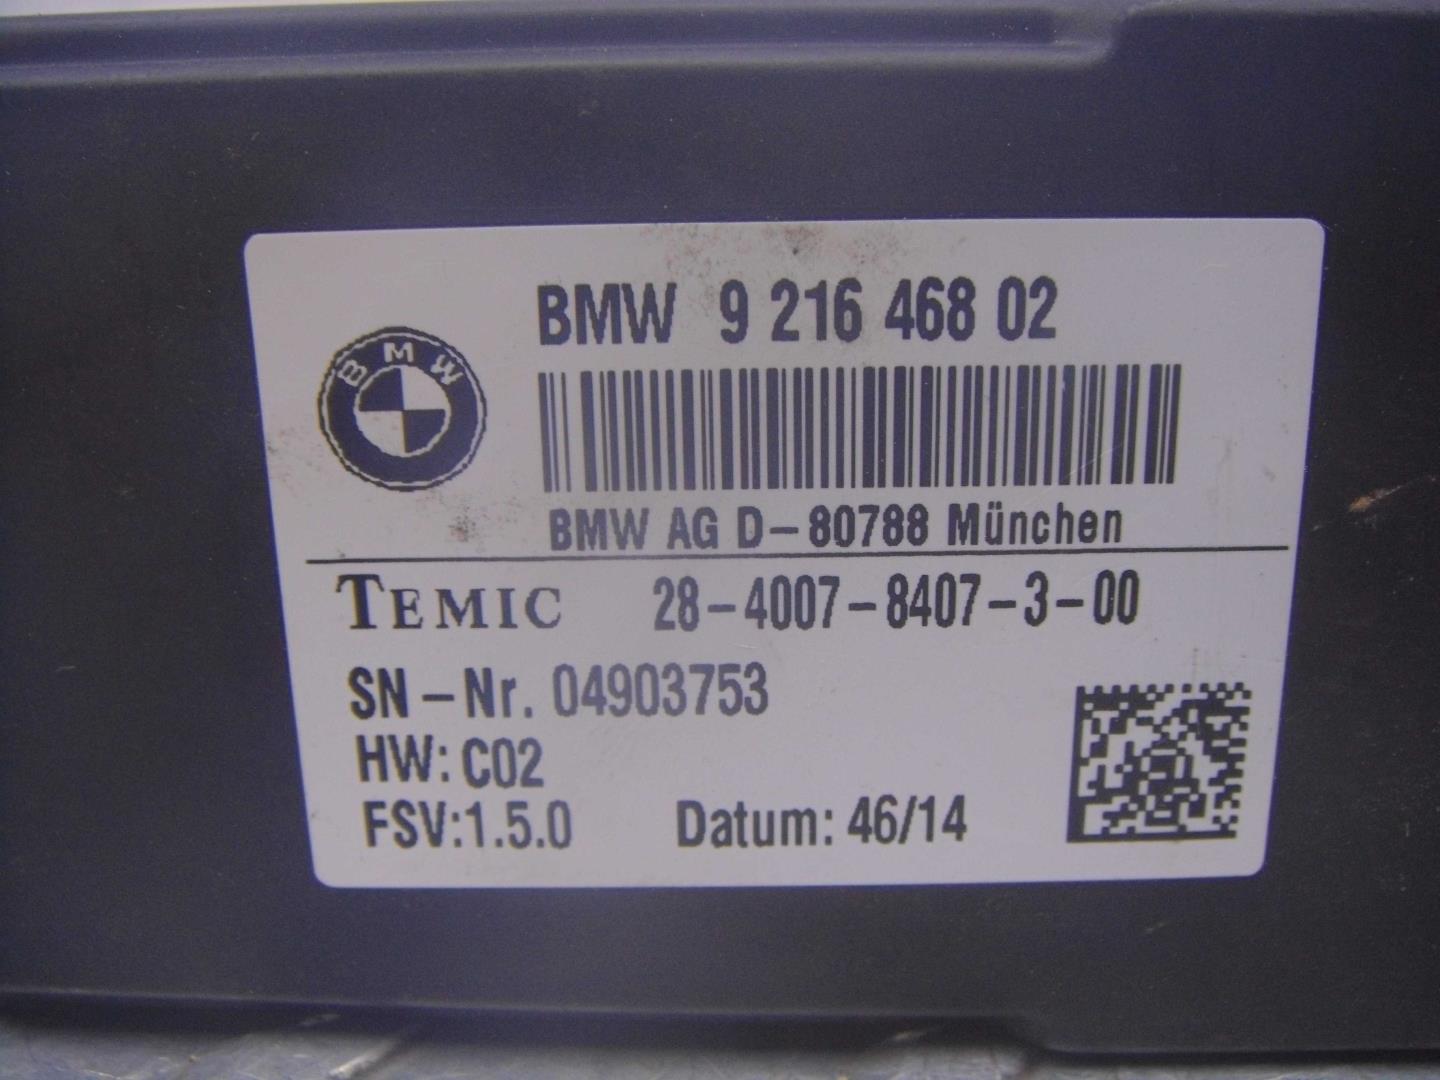 BMW 9 216 468 02
BMW
BMW AG D-80788 München
TEMIC 28-4007-8407-3-00
SN-Nr. 04903753
HW: C02
FSV:1.5.0 Datum: 46/14